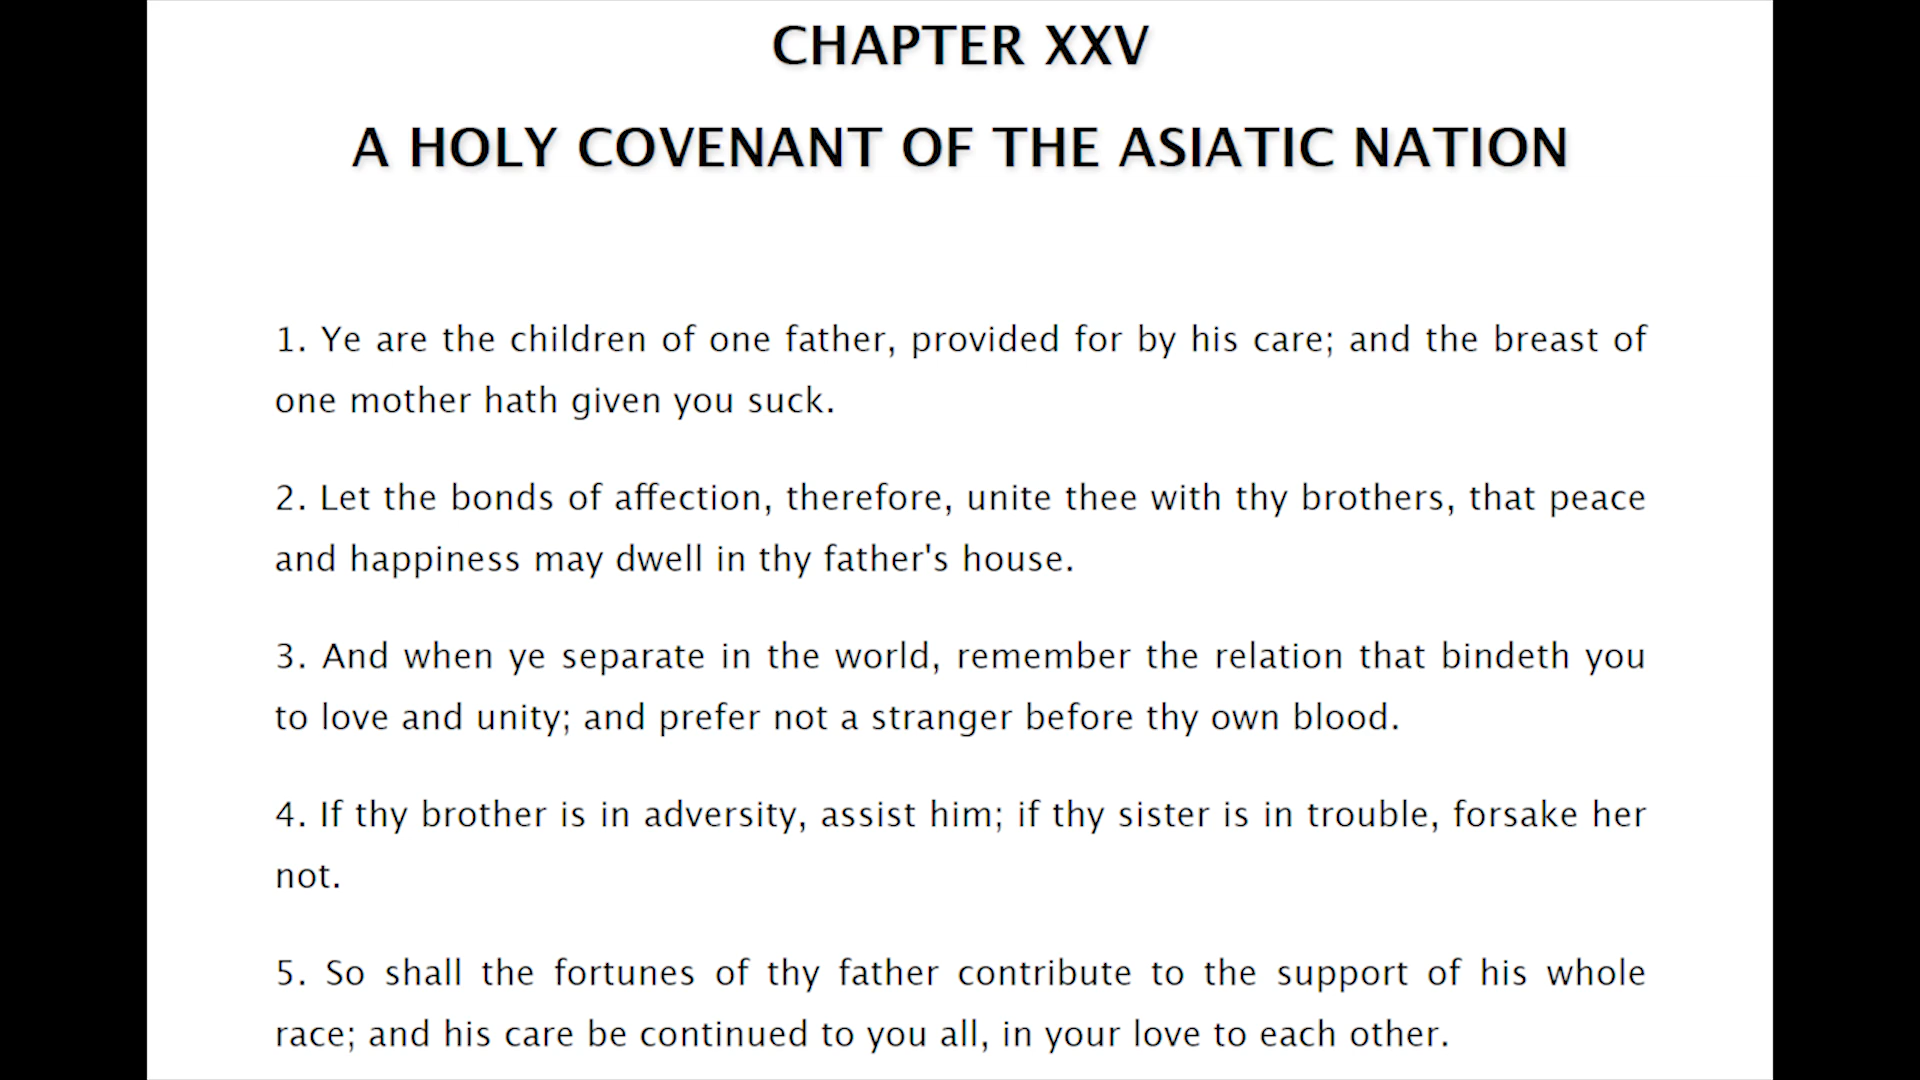 CHAPTER XXV
A HOLY COVENANT OF THE ASIATIC NATION
1. Ye are the children of one father, provided for by his care; and the breast of
one mother hath given you suck.
2. Let the bonds of affection, therefore, unite thee with thy brothers, that peace
and happiness may dwell in thy father's house.
3. And when ye separate in the world, remember the relation that bindeth you
to love and unity; and prefer not a stranger before thy own blood.
4. If thy brother is in adversity, assist him; if thy sister is in trouble, forsake her
not.
5. So shall the fortunes of thy father contribute to the support of his whole
race; and his care be continued to you all, in your love to each other.